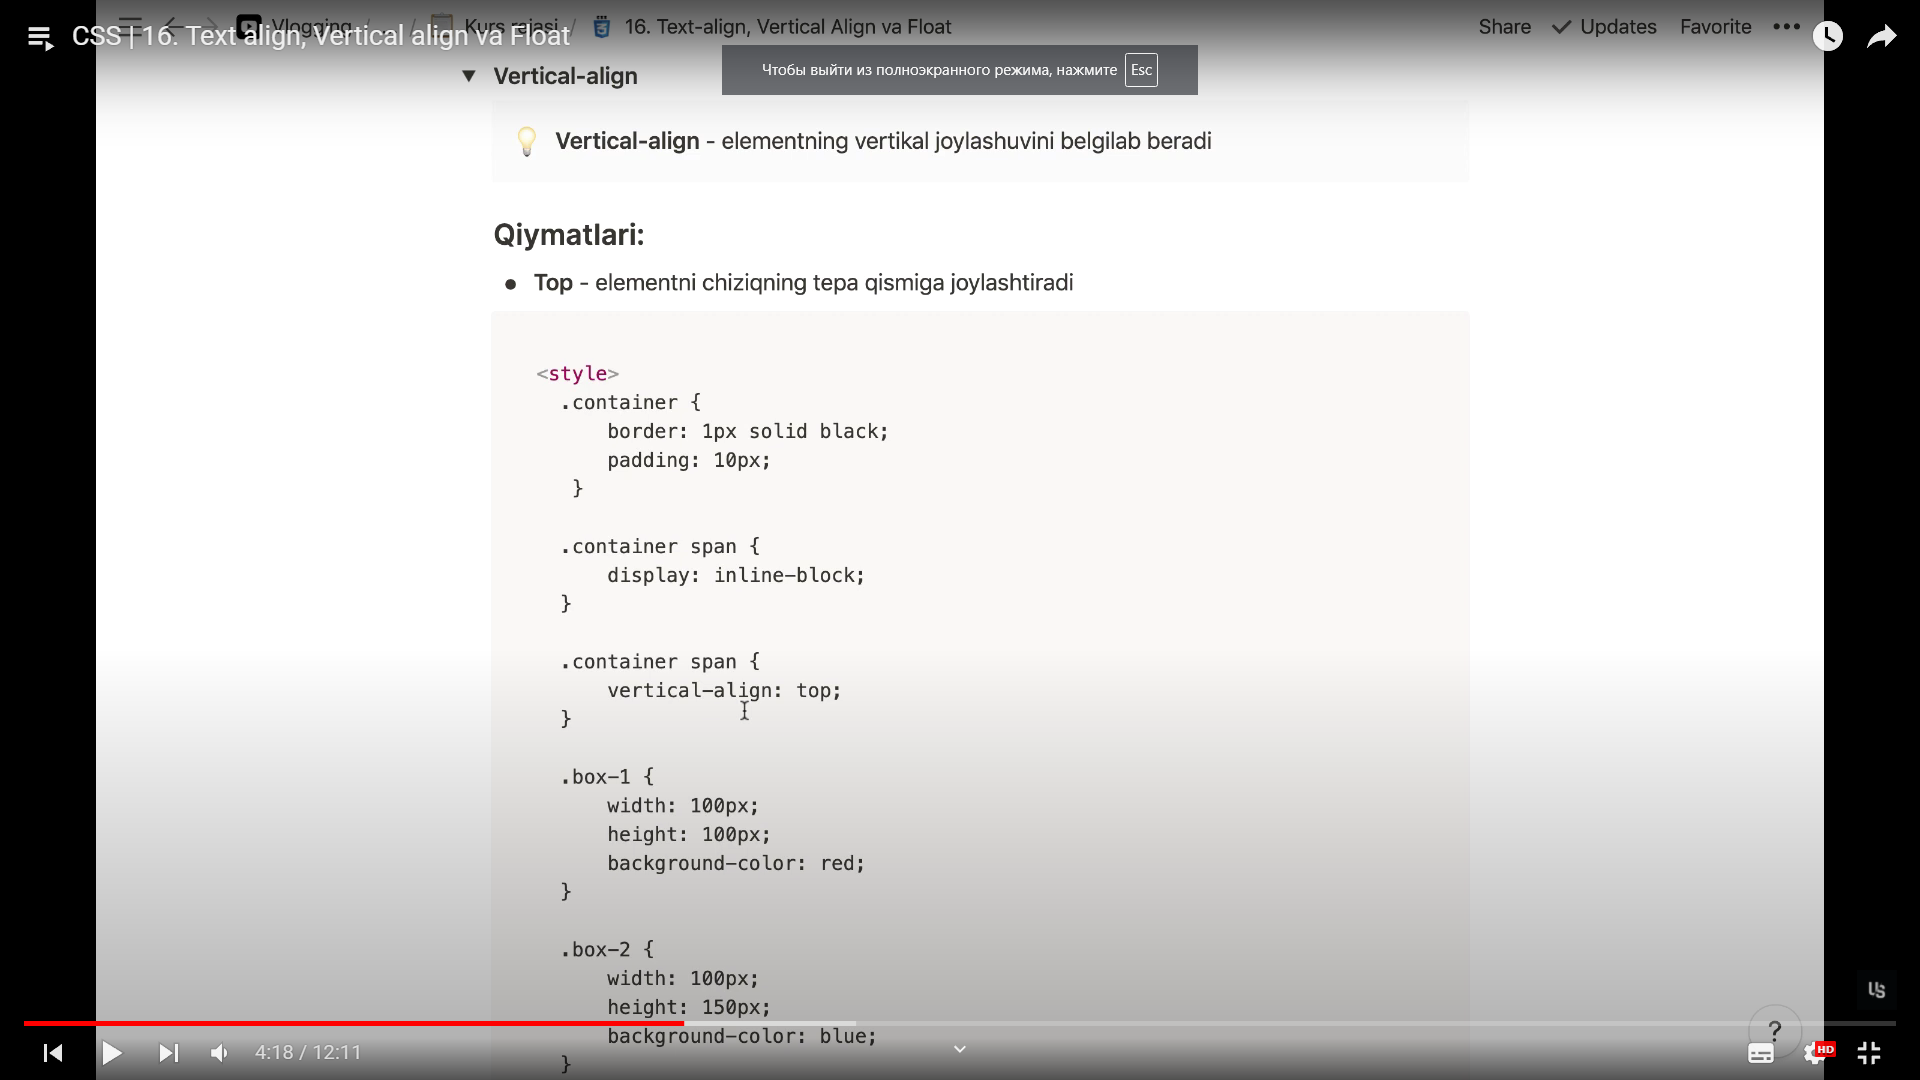 Vlogging / ... / Kurs rejasi / 16. Text-align, Vertical Align va Float
Share Updates Favorite
CSS | 16. Text align, Vertical align va Float
Чтобы выйти из полноэкранного режима, нажмите Esc
Vertical-align
Vertical-align - elementning vertikal joylashuvini belgilab beradi
Qiymatlari:
Top - elementni chiziqning tepa qismiga joylashtiradi
<style>
.container {
border: 1px solid black;
padding: 10px;
}
.container span {
display: inline-block;
}
.container span {
vertical-align: top;
}
.box-1 {
width: 100px;
height: 100px;
background-color: red;
}
.box-2 {
width: 100px;
height: 150px;
background-color: blue;
}
US
?
4:18 / 12:11
HD